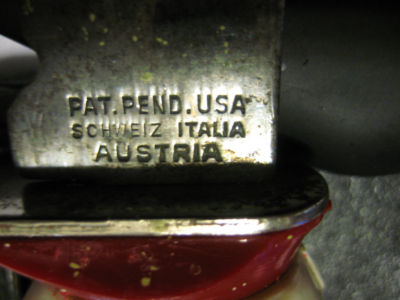 PAT. PEND. USA
SCHWEIZ ITALIA
AUSTRIA